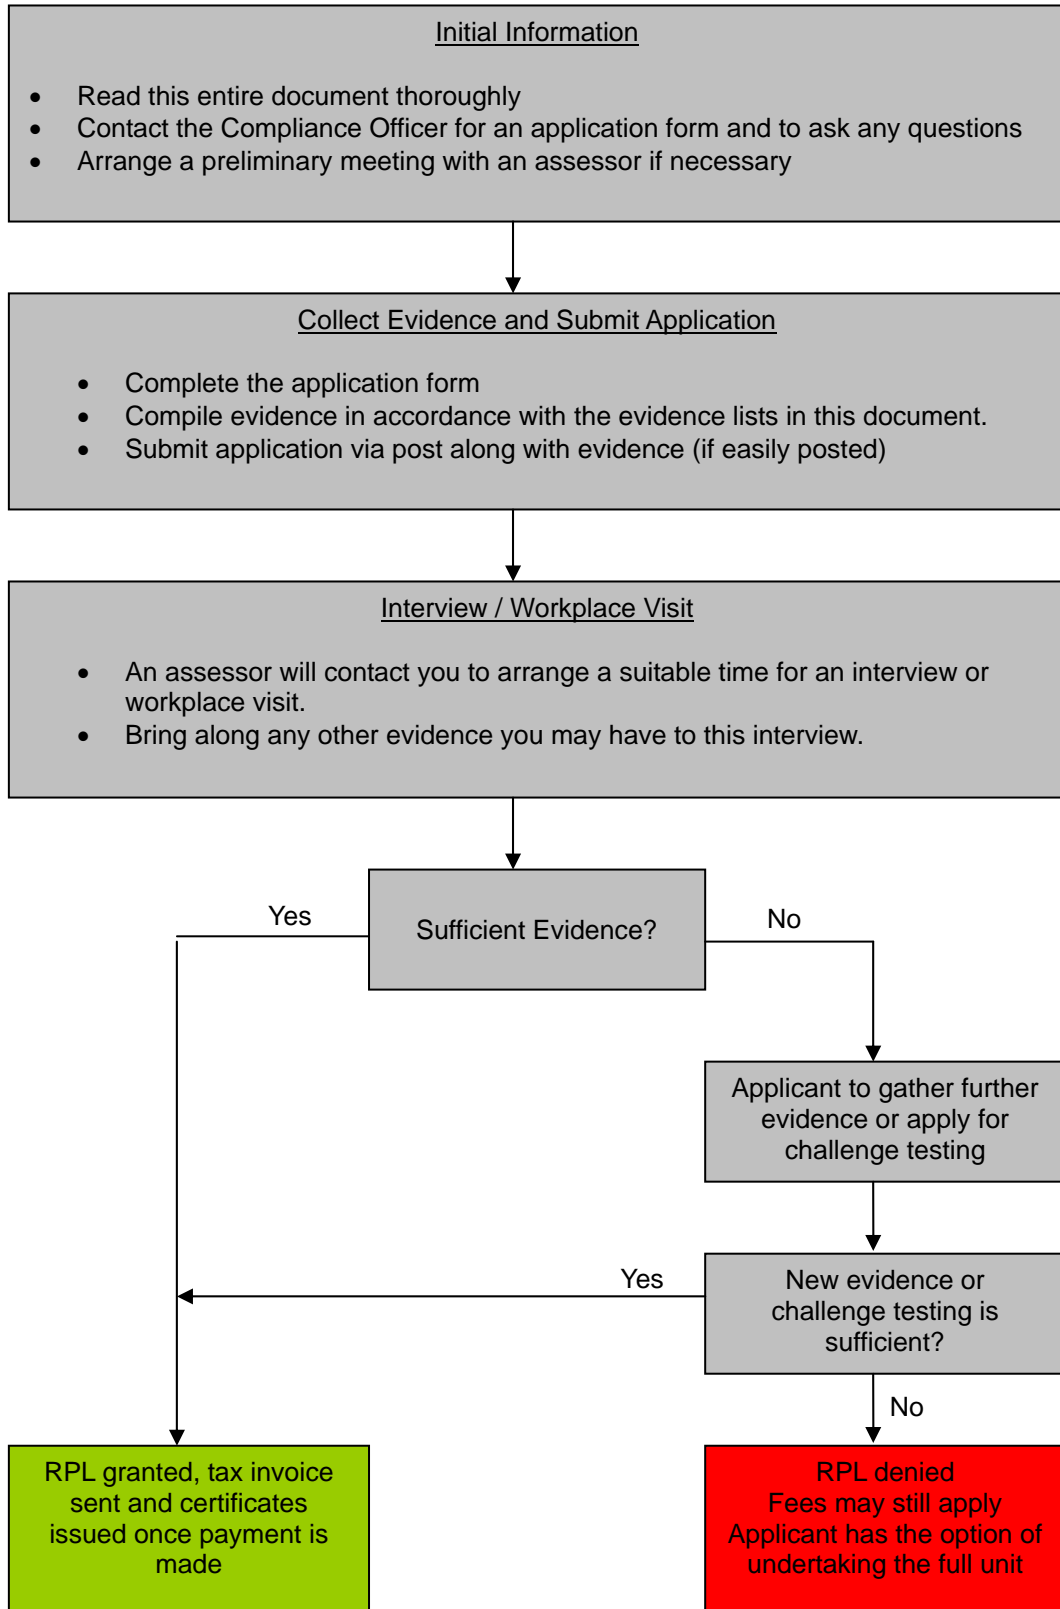 Initial Information
• Read this entire document thoroughly
• Contact the Compliance Officer for an application form and to ask any questions
• Arrange a preliminary meeting with an assessor if necessary
Collect Evidence and Submit Application
• Complete the application form
• Compile evidence in accordance with the evidence lists in this document.
• Submit application via post along with evidence (if easily posted)
Interview / Workplace Visit
• An assessor will contact you to arrange a suitable time for an interview or
workplace visit.
• Bring along any other evidence you may have to this interview.
Yes
Sufficient Evidence?
No
Applicant to gather further
evidence or apply for
challenge testing
Yes
New evidence or
challenge testing is
sufficient?
No
RPL granted, tax invoice
sent and certificates
issued once payment is
made
RPL denied
Fees may still apply
Applicant has the option of
undertaking the full unit